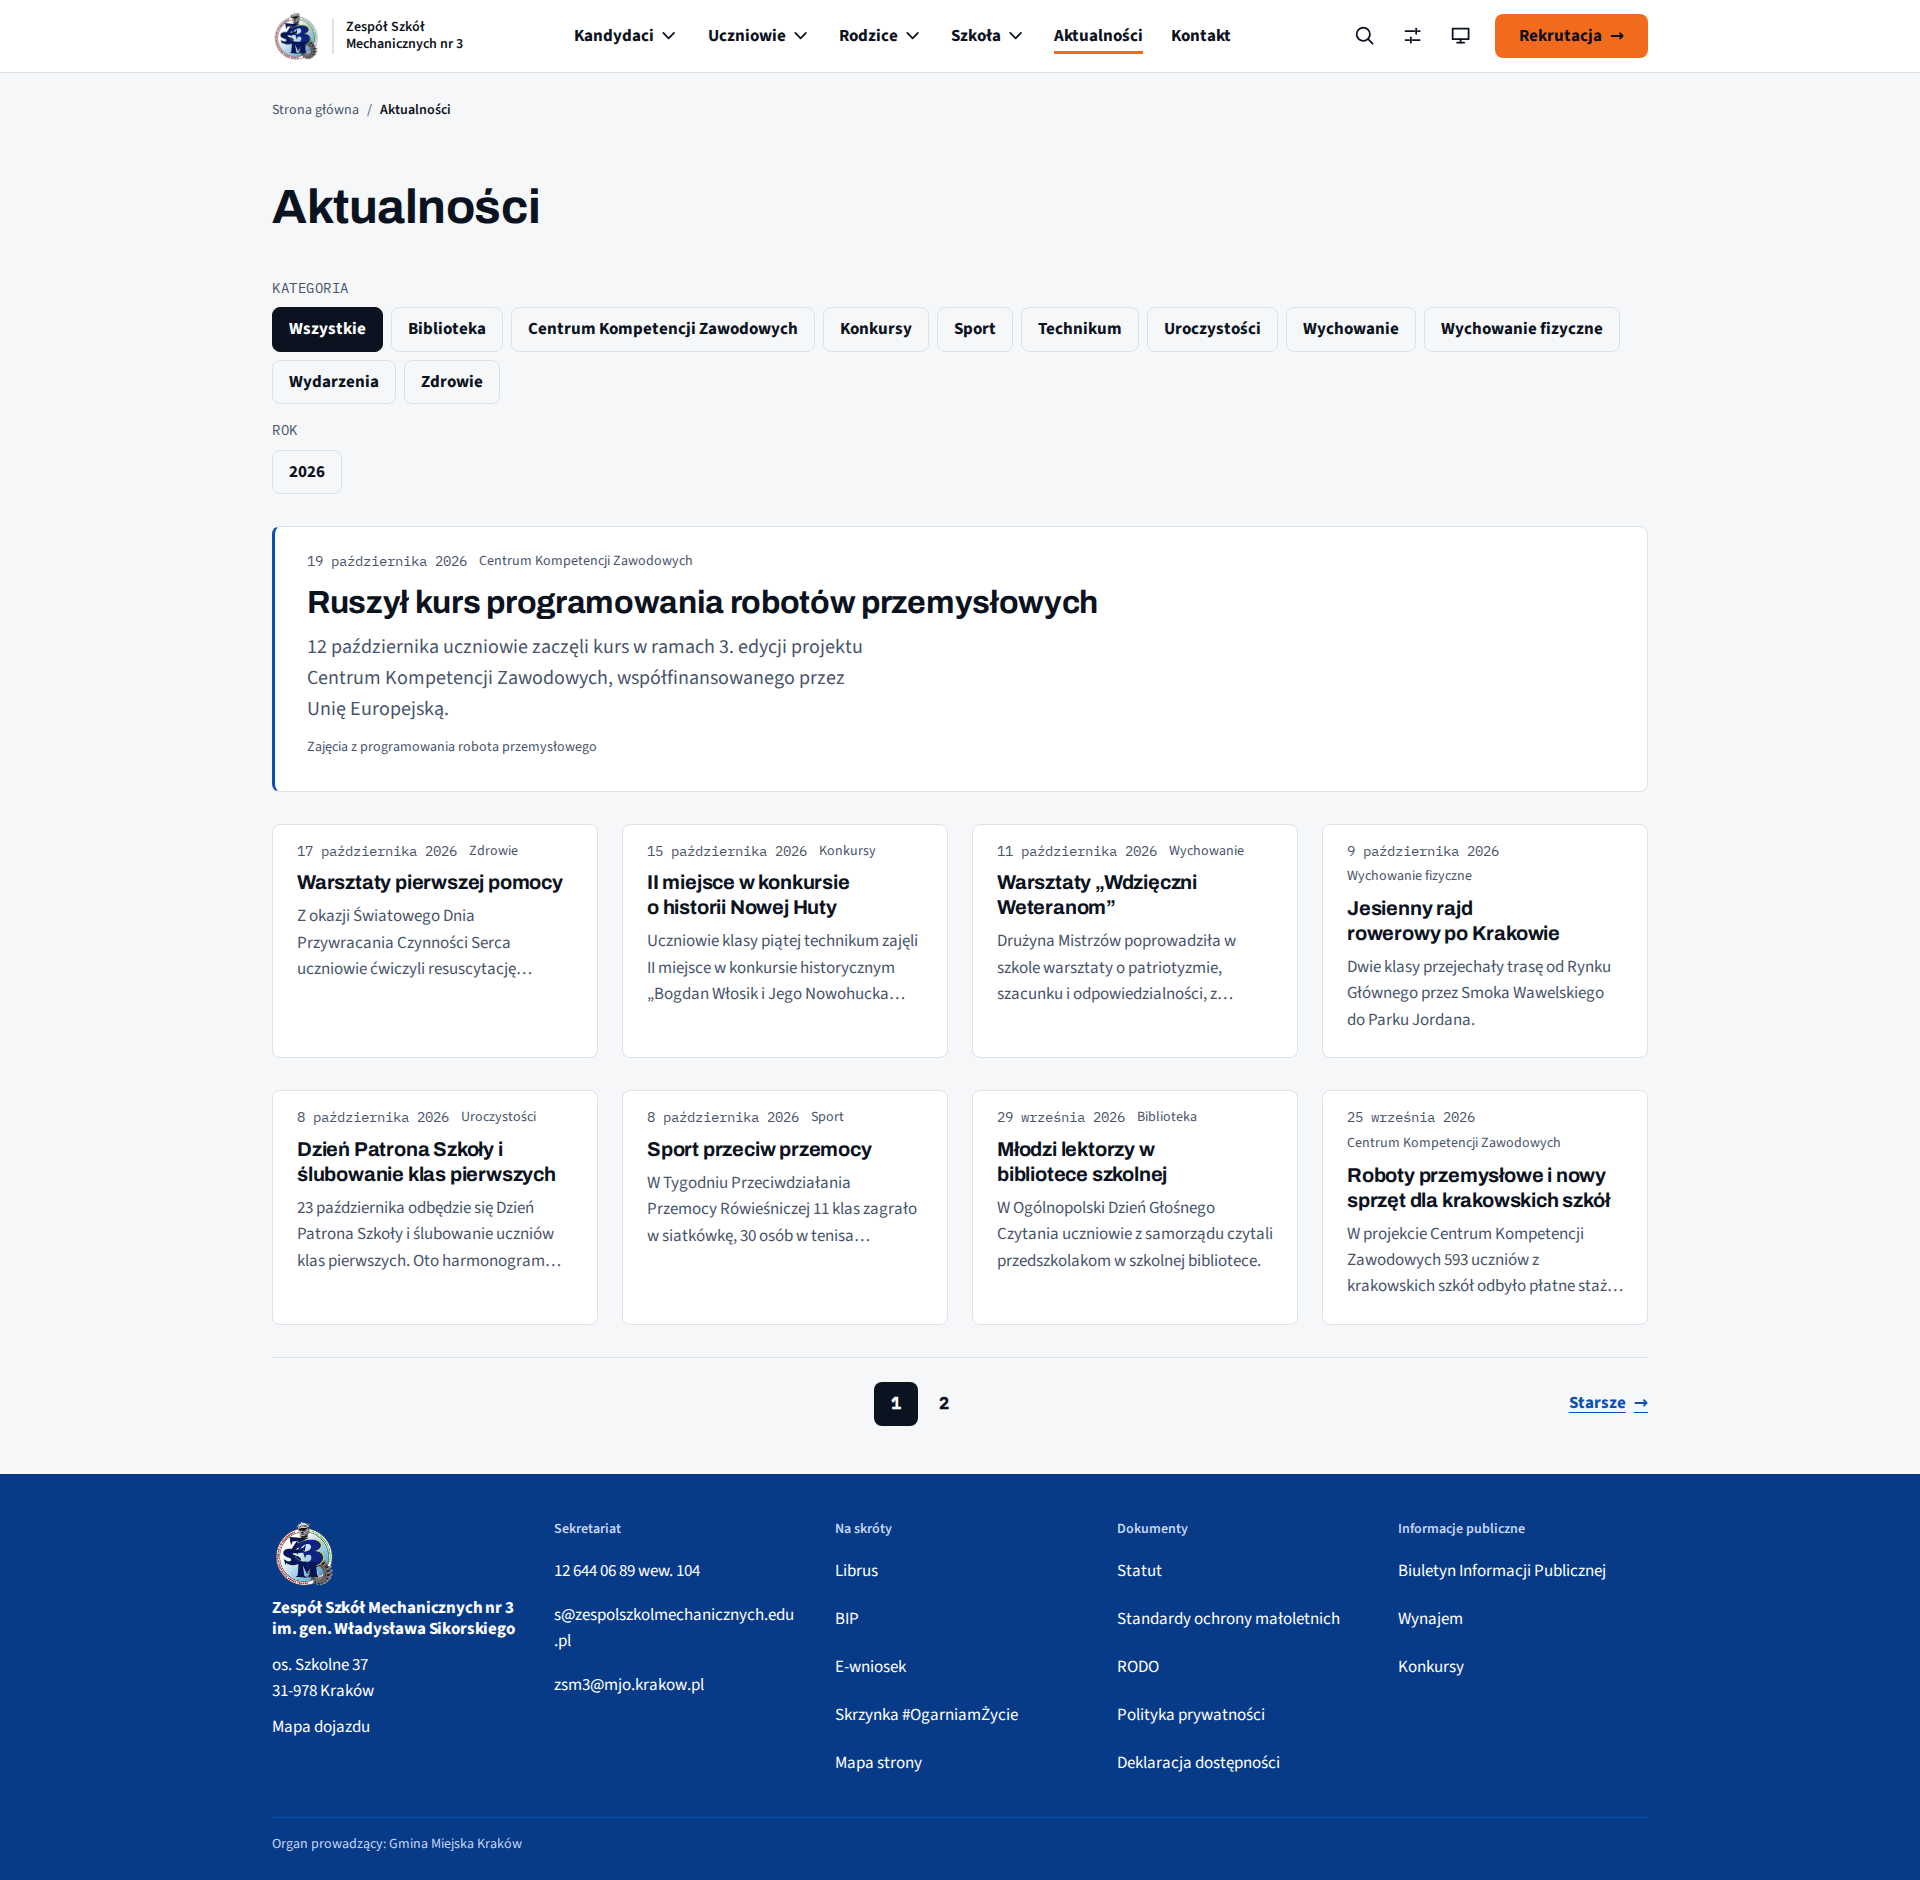 Zespół Szkół
Mechanicznych nr 3
Kandydaci
Uczniowie
Rodzice
Szkoła
Aktualności
Kontakt
Rekrutacja →
Strona główna / Aktualności
Aktualności
KATEGORIA
Wszystkie
Biblioteka
Centrum Kompetencji Zawodowych
Konkursy
Sport
Technikum
Uroczystości
Wychowanie
Wychowanie fizyczne
Wydarzenia
Zdrowie
ROK
2026
19 października 2026 Centrum Kompetencji Zawodowych
Ruszył kurs programowania robotów przemysłowych
12 października uczniowie zaczęli kurs w ramach 3. edycji projektu
Centrum Kompetencji Zawodowych, współfinansowanego przez
Unię Europejską.
Zajęcia z programowania robota przemysłowego
17 października 2026 Zdrowie
Warsztaty pierwszej pomocy
Z okazji Światowego Dnia
Przywracania Czynności Serca
uczniowie ćwiczyli resuscytację…
15 października 2026 Konkursy
II miejsce w konkursie
o historii Nowej Huty
Uczniowie klasy piątej technikum zajęli
II miejsce w konkursie historycznym
„Bogdan Włosik i Jego Nowohucka…
11 października 2026 Wychowanie
Warsztaty „Wdzięczni
Weteranom”
Drużyna Mistrzów poprowadziła w
szkole warsztaty o patriotyzmie,
szacunku i odpowiedzialności, z…
9 października 2026
Wychowanie fizyczne
Jesienny rajd
rowerowy po Krakowie
Dwie klasy przejechały trasę od Rynku
Głównego przez Smoka Wawelskiego
do Parku Jordana.
8 października 2026 Uroczystości
Dzień Patrona Szkoły i
ślubowanie klas pierwszych
23 października odbędzie się Dzień
Patrona Szkoły i ślubowanie uczniów
klas pierwszych. Oto harmonogram…
8 października 2026 Sport
Sport przeciw przemocy
W Tygodniu Przeciwdziałania
Przemocy Rówieśniczej 11 klas zagrało
w siatkówkę, 30 osób w tenisa…
29 września 2026 Biblioteka
Młodzi lektorzy w
bibliotece szkolnej
W Ogólnopolski Dzień Głośnego
Czytania uczniowie z samorządu czytali
przedszkolakom w szkolnej bibliotece.
25 września 2026
Centrum Kompetencji Zawodowych
Roboty przemysłowe i nowy
sprzęt dla krakowskich szkół
W projekcie Centrum Kompetencji
Zawodowych 593 uczniów z
krakowskich szkół odbyło płatne staż…
1
2
Starsze →
Zespół Szkół Mechanicznych nr 3
im. gen. Władysława Sikorskiego
os. Szkolne 37
31-978 Kraków
Mapa dojazdu
Sekretariat
12 644 06 89 wew. 104
s@zespolszkolmechanicznych.edu
.pl
zsm3@mjo.krakow.pl
Na skróty
Librus
BIP
E-wniosek
Skrzynka #OgarniamŻycie
Mapa strony
Dokumenty
Statut
Standardy ochrony małoletnich
RODO
Polityka prywatności
Deklaracja dostępności
Informacje publiczne
Biuletyn Informacji Publicznej
Wynajem
Konkursy
Organ prowadzący: Gmina Miejska Kraków